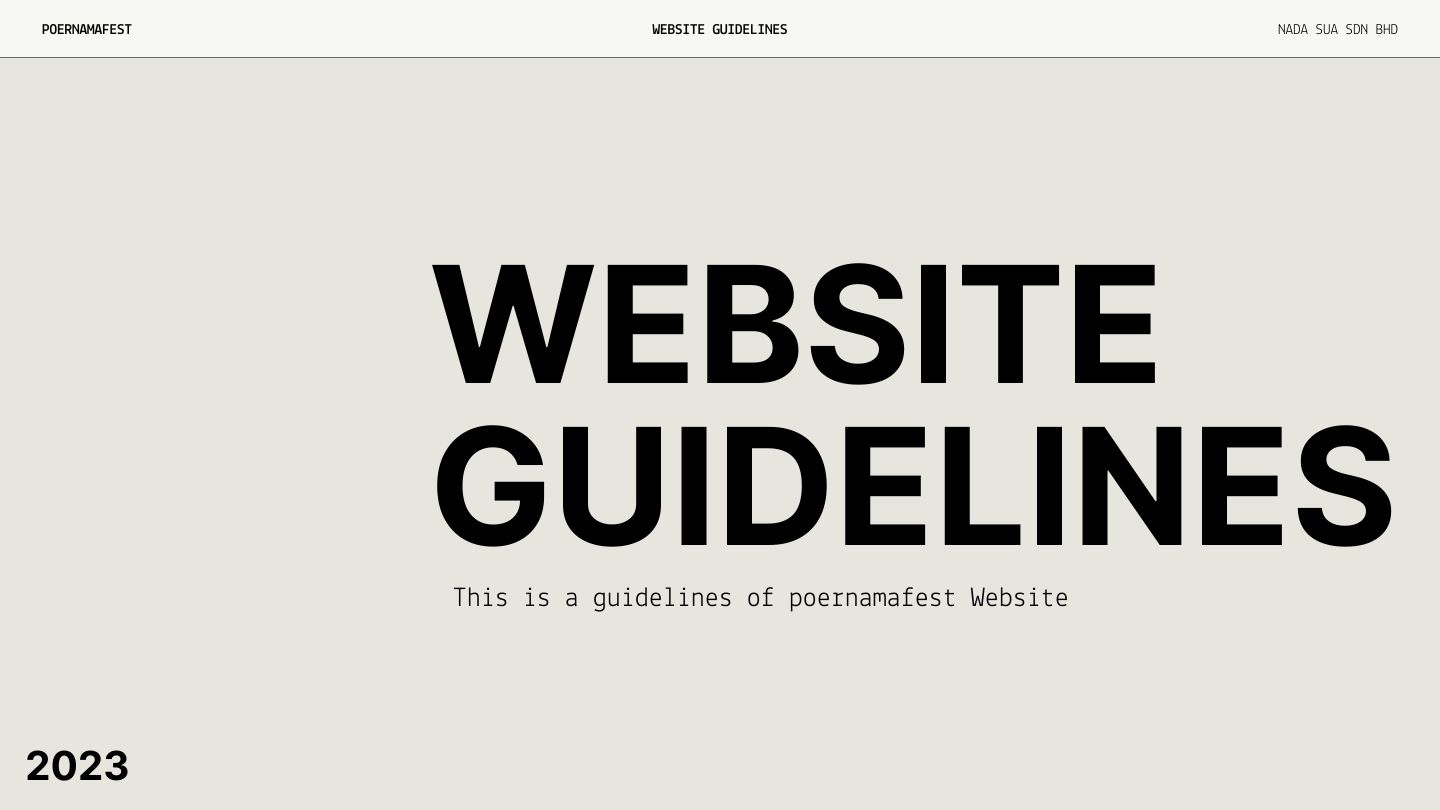 POERNAMAFEST
WEBSITE GUIDELINES
NADA SUA SDN BHD
WEBSITE
GUIDELINES
This is a guidelines of poernamafest Website
2023